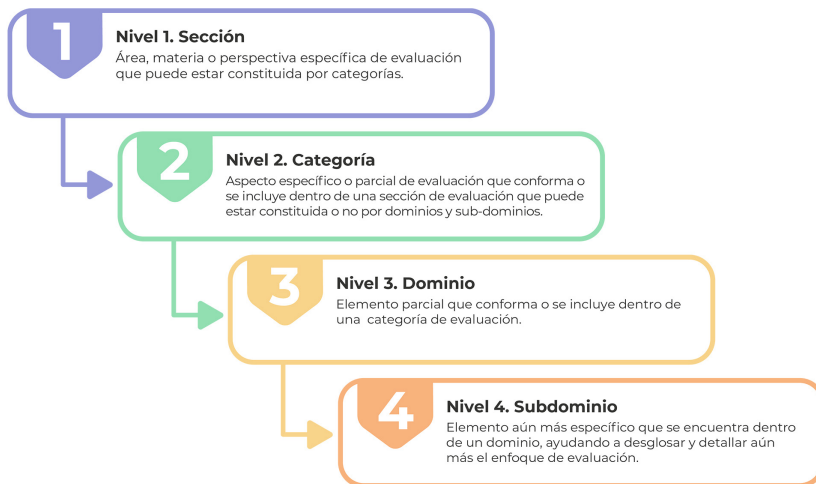 1
Nivel 1. Sección
Área, materia o perspectiva específica de evaluación
que puede estar constituida por categorías.
2
Nivel 2. Categoría
Aspecto específico o parcial de evaluación que conforma o
se incluye dentro de una sección de evaluación que puede
estar constituida o no por dominios y sub-dominios.
3
Nivel 3. Dominio
Elemento parcial que conforma o se incluye dentro de
una categoría de evaluación.
4
Nivel 4. Subdominio
Elemento aún más específico que se encuentra dentro
de un dominio, ayudando a desglosar y detallar aún
más el enfoque de evaluación.